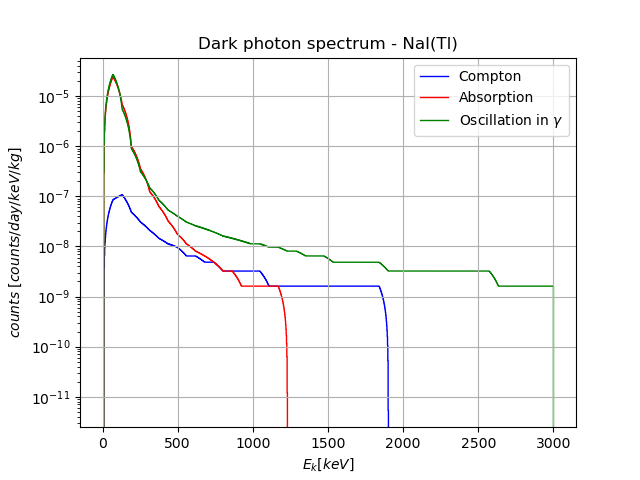 Dark photon spectrum - NaI(Tl)
Compton
Absorption
Oscillation in γ
counts [counts/day/keV/kg]
10⁻⁵
10⁻⁶
10⁻⁷
10⁻⁸
10⁻⁹
10⁻¹⁰
10⁻¹¹
0 500 1000 1500 2000 2500 3000
Eₖ[keV]